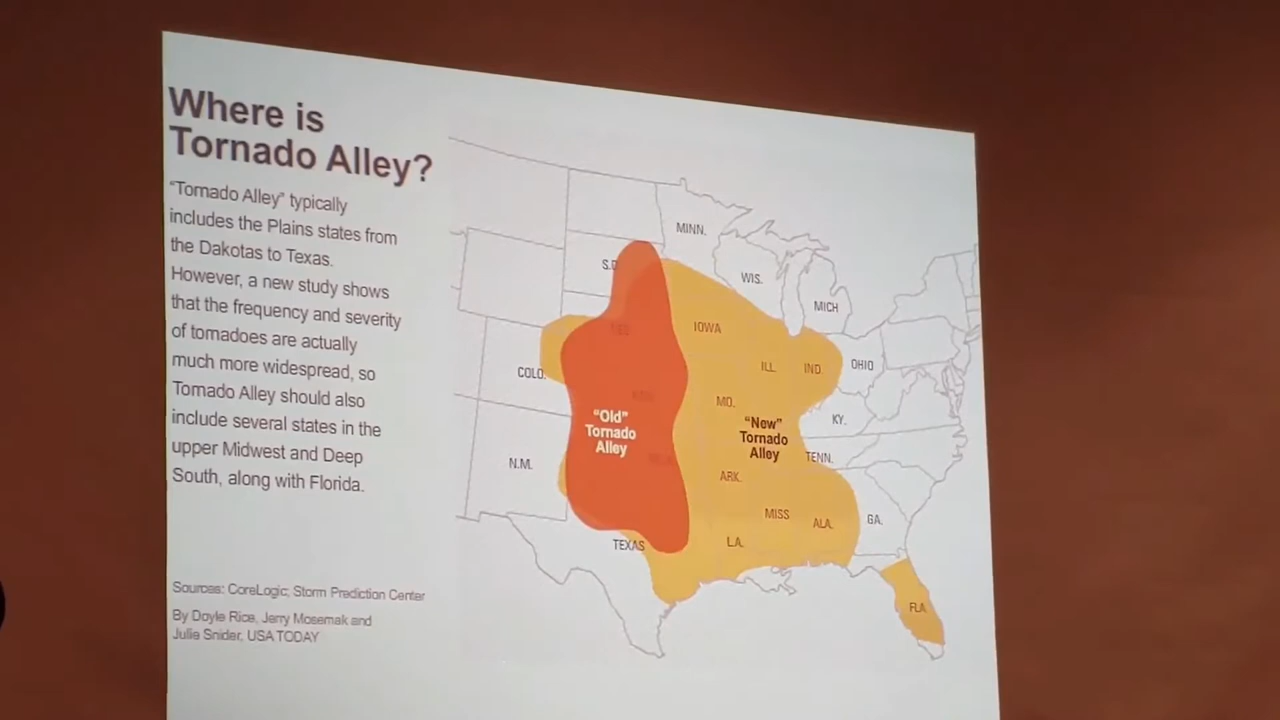 Where is
Tornado Alley?
"Tornado Alley" typically
includes the Plains states from
the Dakotas to Texas.
However, a new study shows
that the frequency and severity
of tornadoes are actually
much more widespread, so
Tornado Alley should also
include several states in the
upper Midwest and Deep
South, along with Florida.
Sources: CoreLogic; Storm Prediction Center
By Doyle Rice, Jerry Mosemak and
Julie Snider, USA TODAY
MINN.
S.D
WIS.
MICH
IOWA
COLO.
ILL.
IND.
OHIO
MO.
KY.
"Old"
Tornado
Alley
"New"
Tornado
Alley
N.M.
TENN.
ARK.
MISS
ALA.
GA.
TEXAS
LA.
FLA